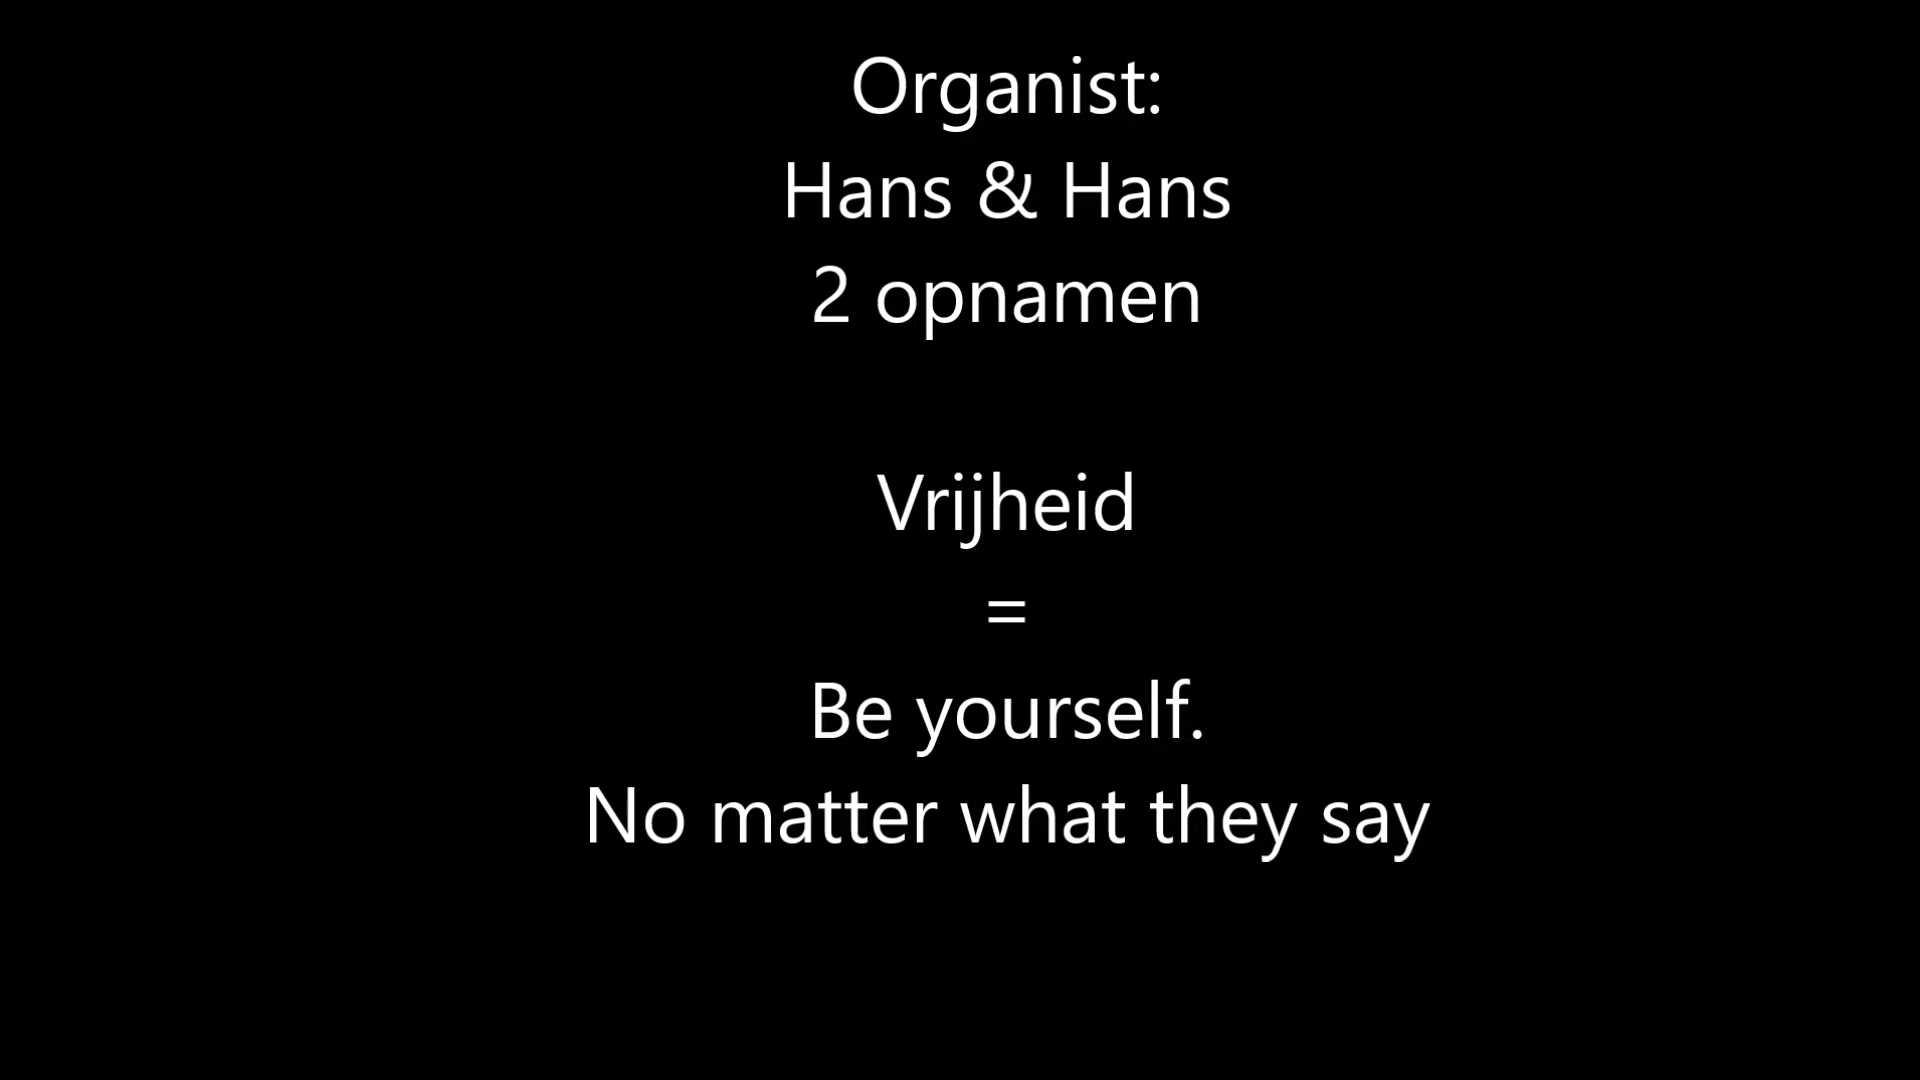 Organist:
Hans & Hans
2 opnamen
Vrijheid
=
Be yourself.
No matter what they say